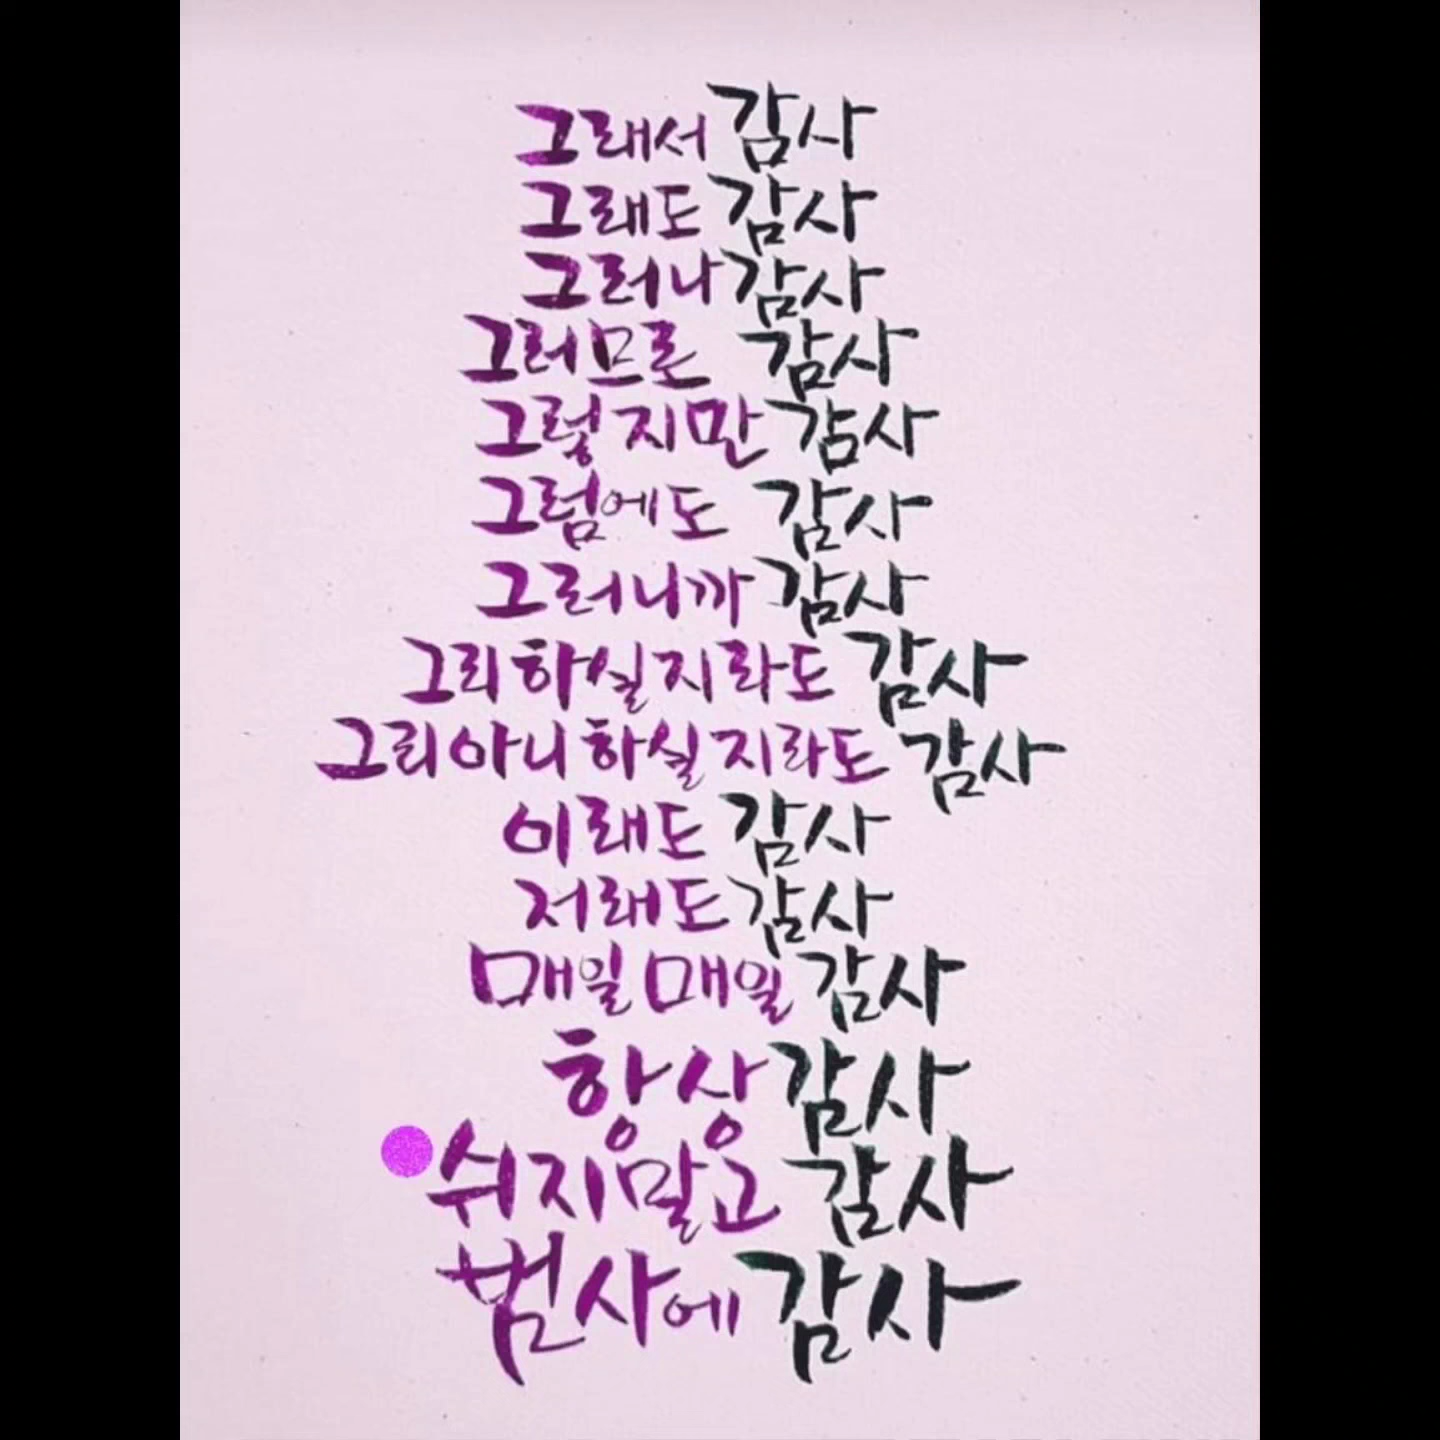 그래서 감사
그래도 감사
그러나 감사
그러므로 감사
그렇지만 감사
그럼에도 감사
그러니까 감사
그리하실지라도 감사
그리아니하실지라도 감사
이래도 감사
저래도 감사
매일매일 감사
항상 감사
쉬지말고 감사
범사에 감사